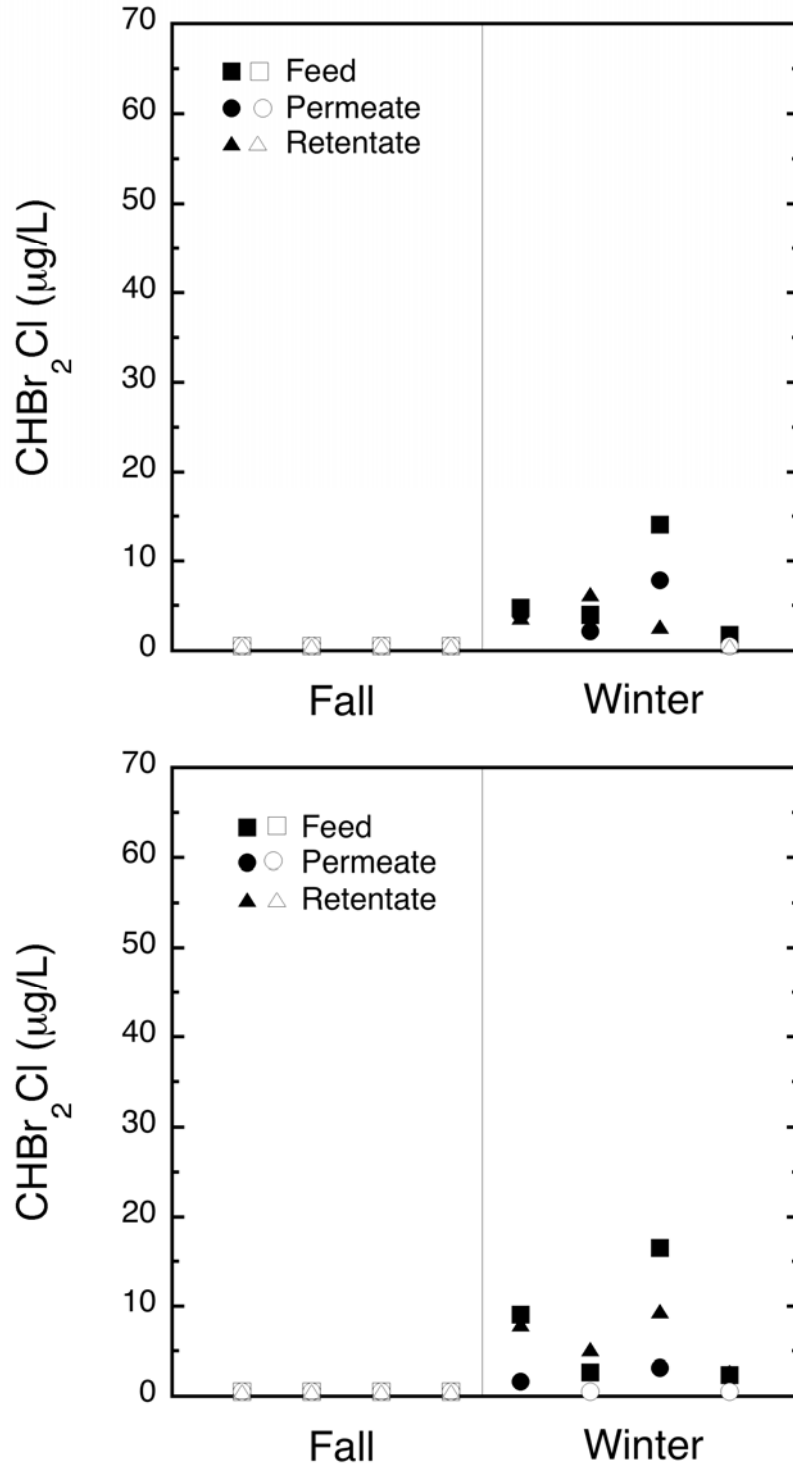 70
60
50
40
30
20
10
0
CHBr2Cl (μg/L)
Feed
Permeate
Retentate
Fall Winter
70
60
50
40
30
20
10
0
CHBr2Cl (μg/L)
Feed
Permeate
Retentate
Fall Winter